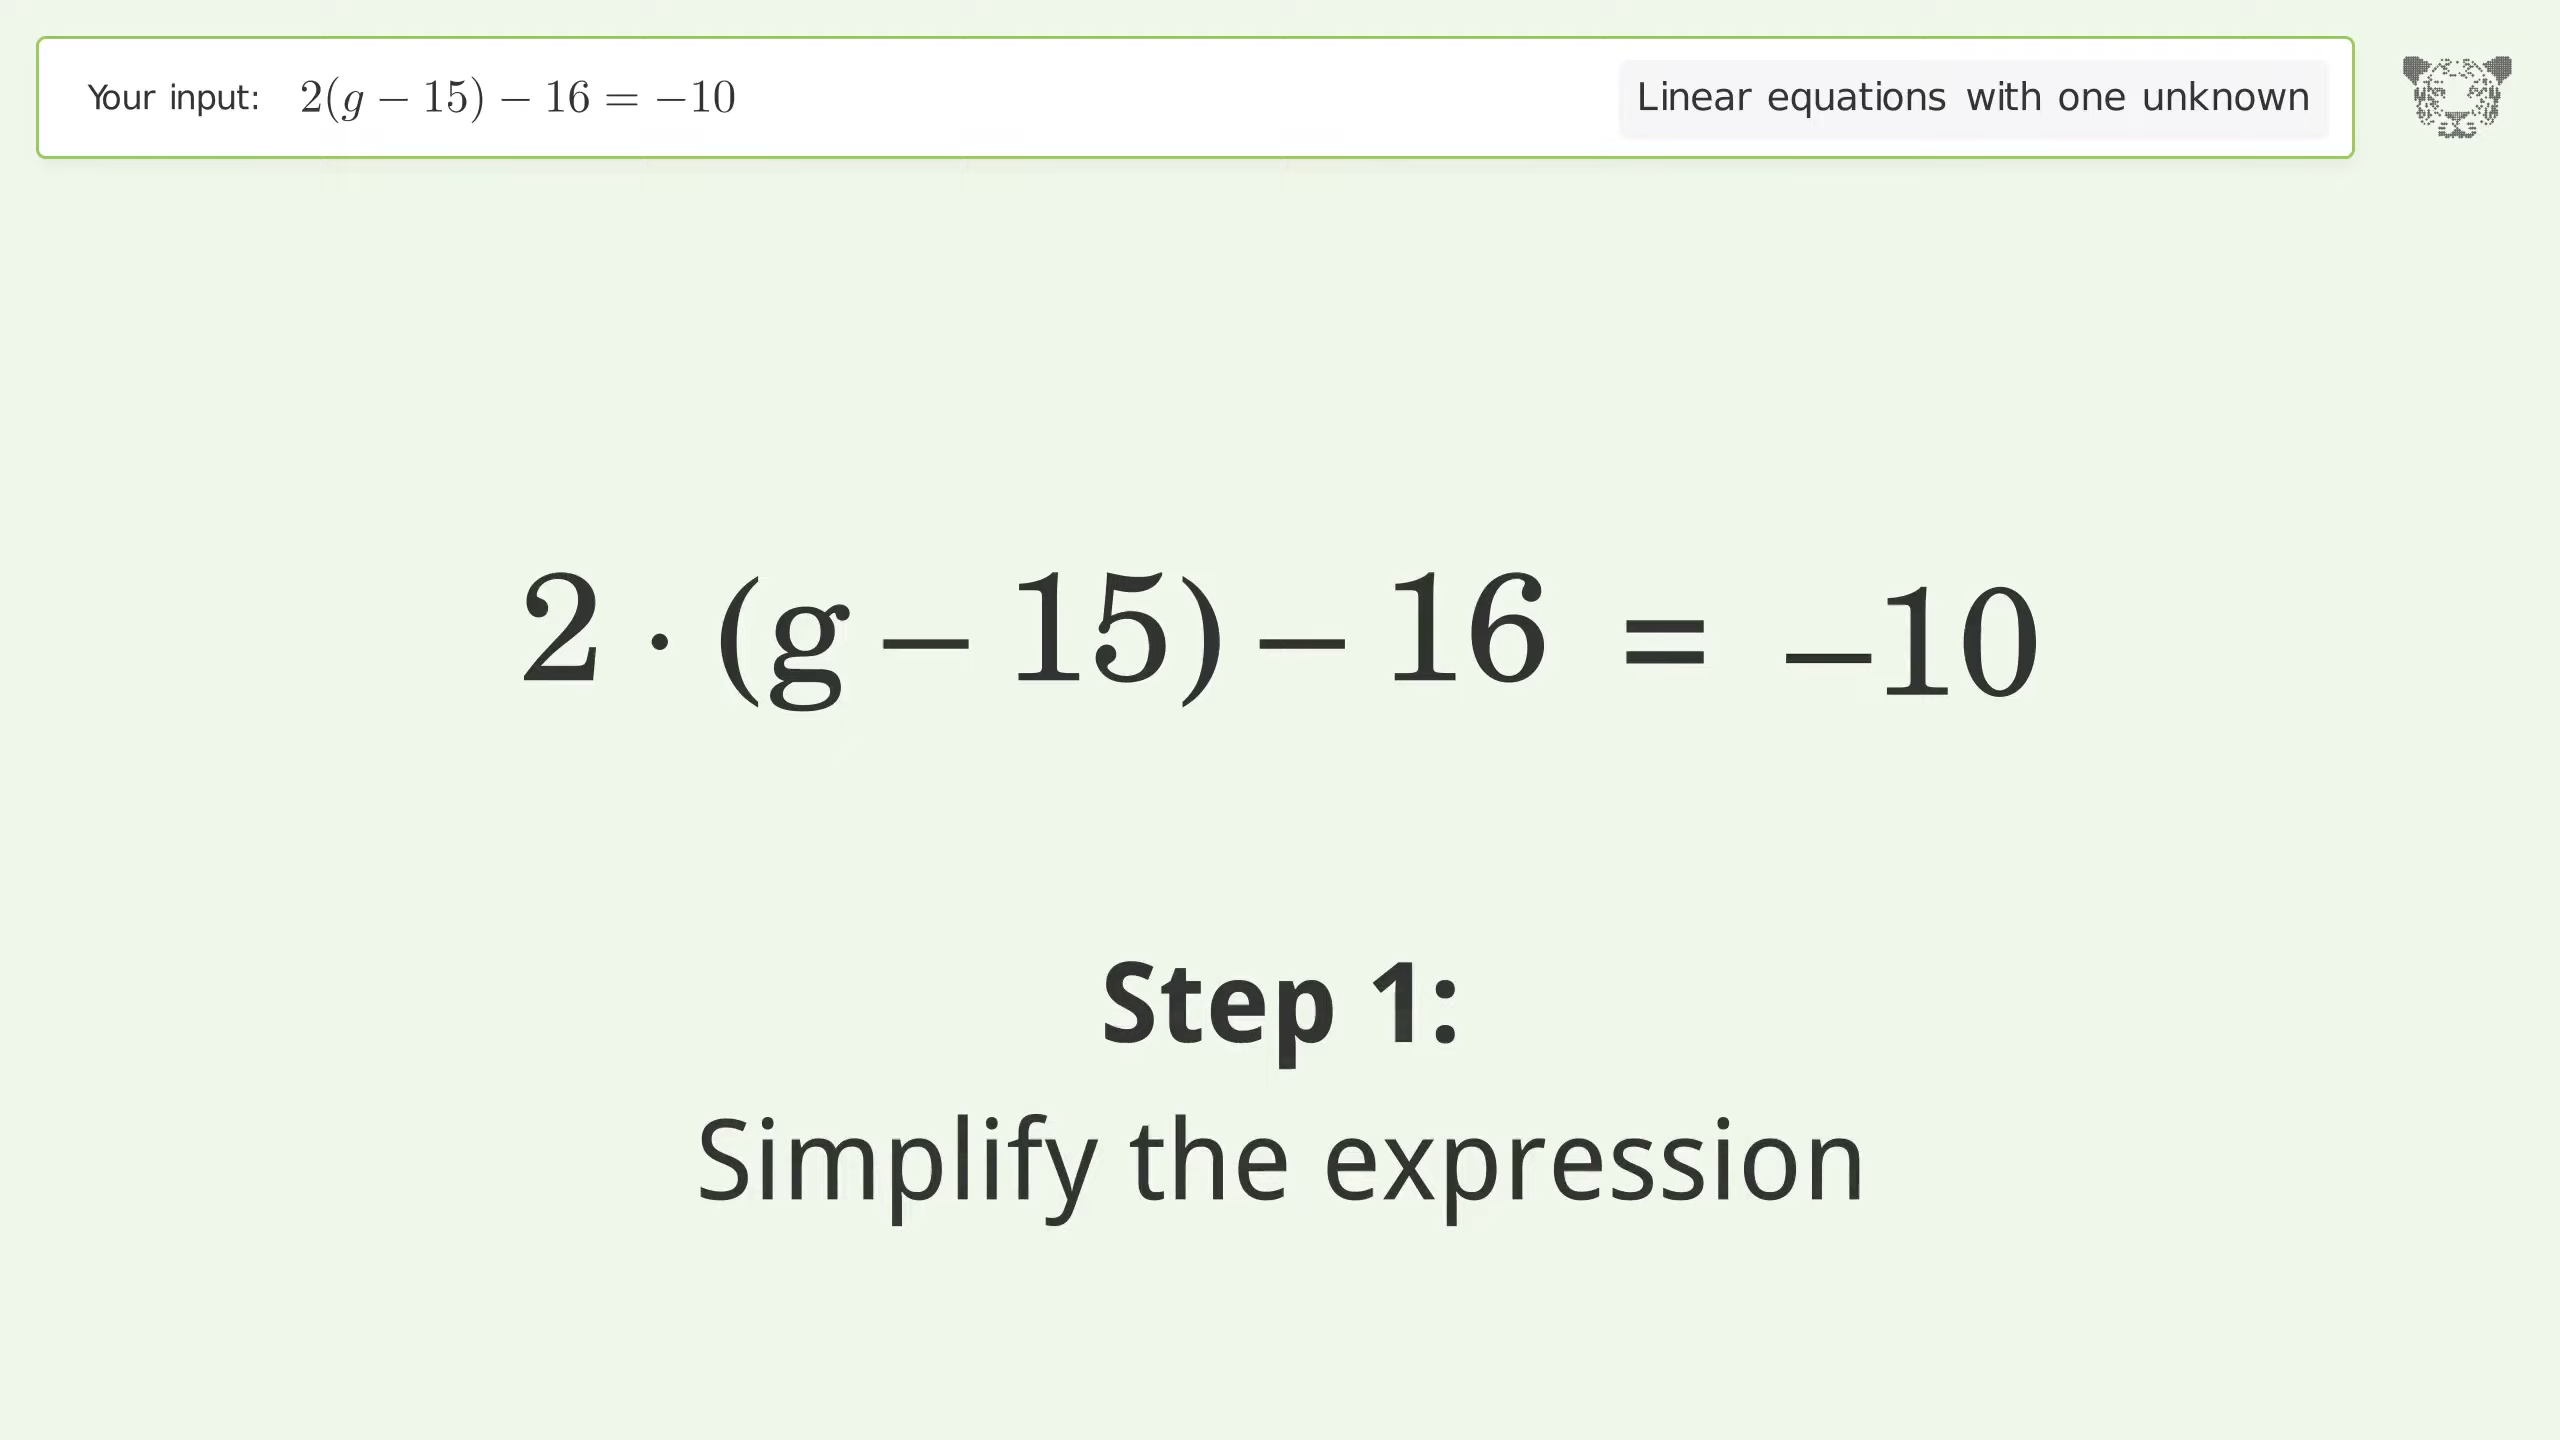 Your input: 2(g − 15) − 16 = −10
Linear equations with one unknown
2 · (g – 15) – 16 = –10
Step 1:
Simplify the expression